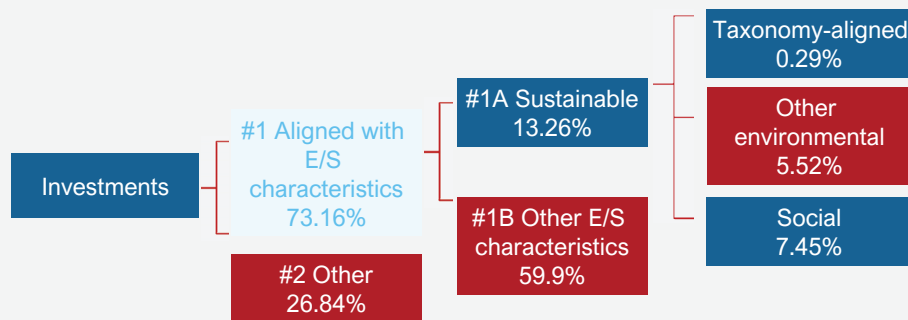 Investments
#1 Aligned with
E/S
characteristics
73.16%
#2 Other
26.84%
#1A Sustainable
13.26%
#1B Other E/S
characteristics
59.9%
Taxonomy-aligned
0.29%
Other
environmental
5.52%
Social
7.45%